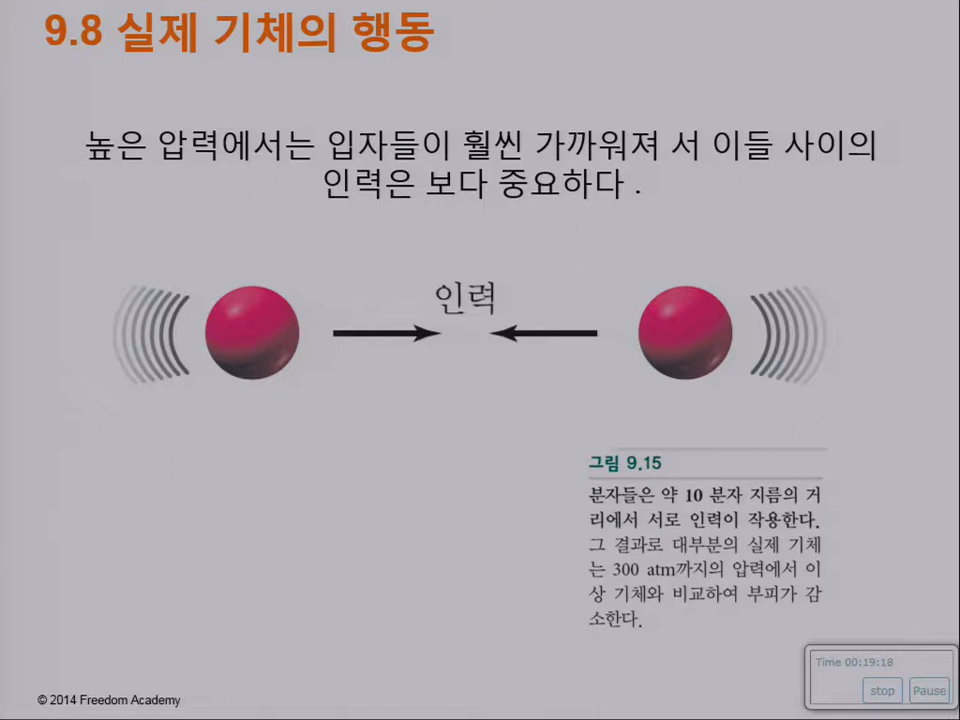 9.8 실제 기체의 행동
높은 압력에서는 입자들이 훨씬 가까워져 서 이들 사이의
인력은 보다 중요하다 .
인력
그림 9.15
분자들은 약 10 분자 지름의 거
리에서 서로 인력이 작용한다.
그 결과로 대부분의 실제 기체
는 300 atm까지의 압력에서 이
상 기체와 비교하여 부피가 감
소한다.
Time 00:19:18
stop
Pause
© 2014 Freedom Academy